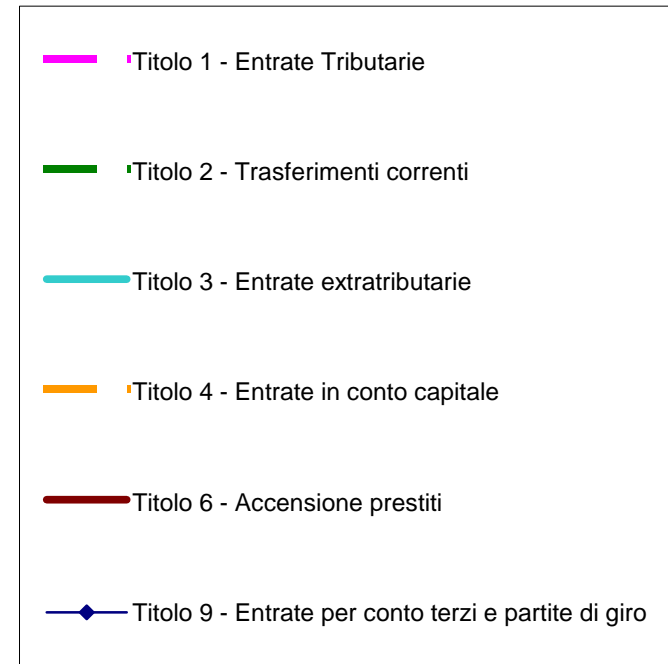 Titolo 1 - Entrate Tributarie
Titolo 2 - Trasferimenti correnti
Titolo 3 - Entrate extratributarie
Titolo 4 - Entrate in conto capitale
Titolo 6 - Accensione prestiti
Titolo 9 - Entrate per conto terzi e partite di giro